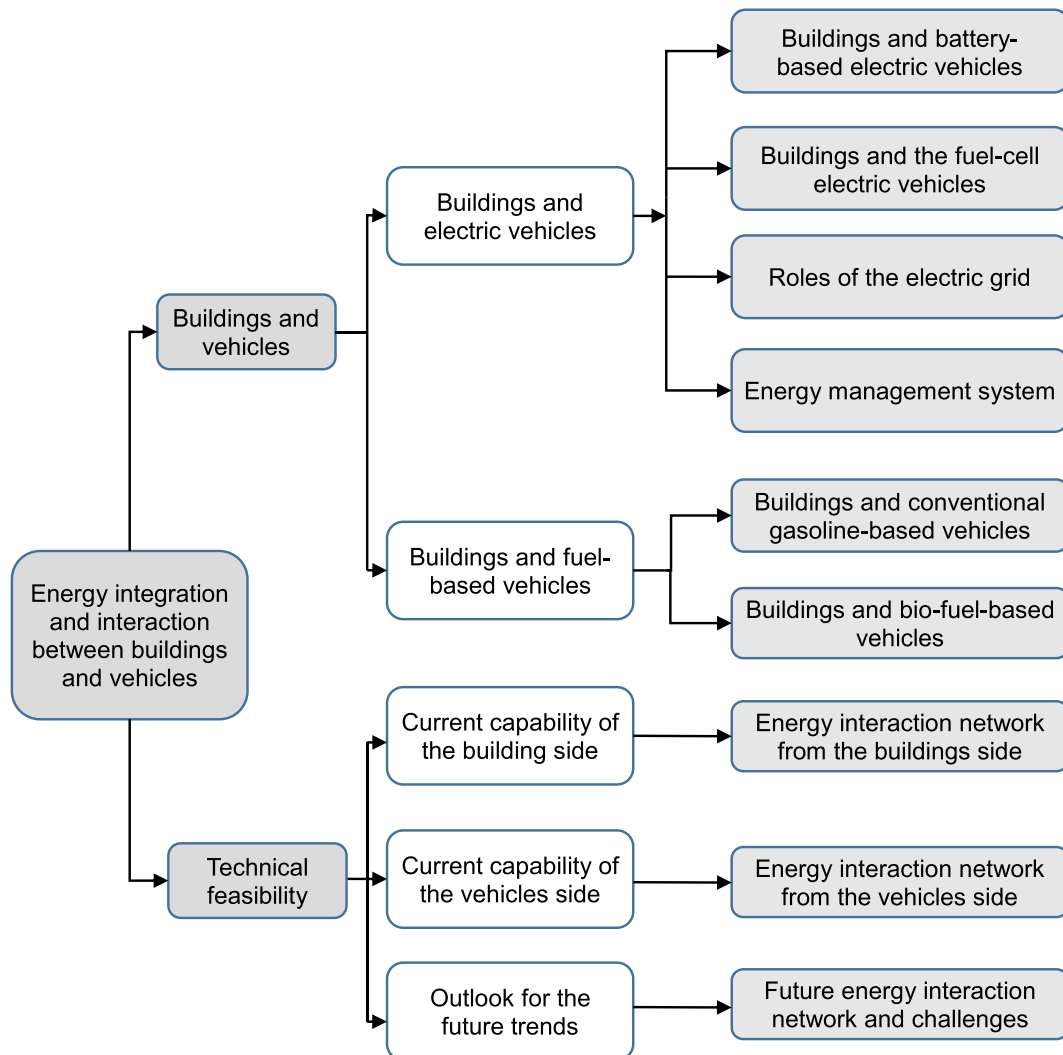 Energy integration
and interaction
between buildings
and vehicles
Buildings and
vehicles
Technical
feasibility
Buildings and
electric vehicles
Buildings and fuel-
based vehicles
Current capability of
the building side
Current capability of
the vehicles side
Outlook for the
future trends
Buildings and battery-
based electric vehicles
Buildings and the fuel-cell
electric vehicles
Roles of the electric grid
Energy management system
Buildings and conventional
gasoline-based vehicles
Buildings and bio-fuel-based
vehicles
Energy interaction network
from the buildings side
Energy interaction network
from the vehicles side
Future energy interaction
network and challenges